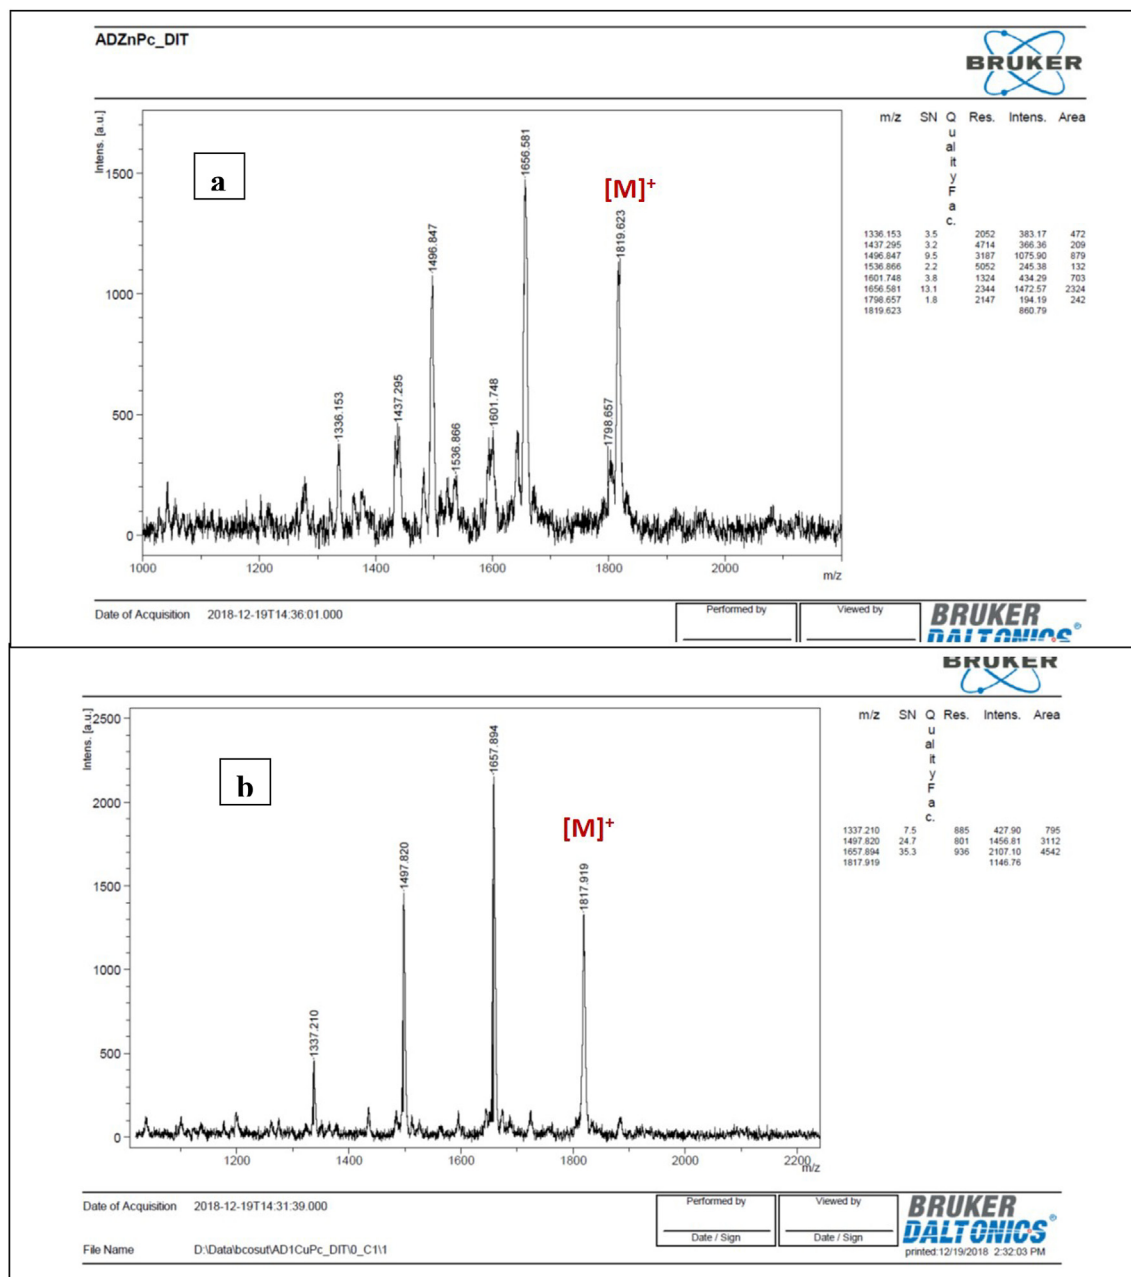 ADZnPc_DIT
BRUKER
Intens. [a.u.]
1500
1000
500
0
a
[M]+
1336.153
1437.295
1496.847
1536.866
1601.748
1656.581
1798.657
1819.623
1000 1200 1400 1600 1800 2000
m/z
m/z SN Quality Fac. Res. Intens. Area
1336.153 3.5 2052 383.17 472
1437.295 3.2 4714 366.36 209
1496.847 9.5 3187 1075.90 879
1536.866 2.2 5052 245.38 132
1601.748 3.8 1324 434.29 703
1656.581 13.1 2344 1472.57 2324
1798.657 1.8 2147 194.19 242
1819.623 860.79
Date of Acquisition 2018-12-19T14:36:01.000
Performed by
Viewed by
BRUKER
DALTONICS®
BRUKER
Intens. [a.u.]
2500
2000
1500
1000
500
0
b
[M]+
1337.210
1497.820
1657.894
1817.919
1200 1400 1600 1800 2000 2200
m/z
m/z SN Quality Fac. Res. Intens. Area
1337.210 7.5 885 427.90 795
1497.820 24.7 801 1456.81 3112
1657.894 35.3 936 2107.10 4542
1817.919 1146.76
Date of Acquisition 2018-12-19T14:31:39.000
File Name D:\Data\bcosut\AD1CuPc_DIT\0_C1\1
Performed by
Date / Sign
Viewed by
Date / Sign
BRUKER
DALTONICS®
printed:12/19/2018 2:32:03 PM